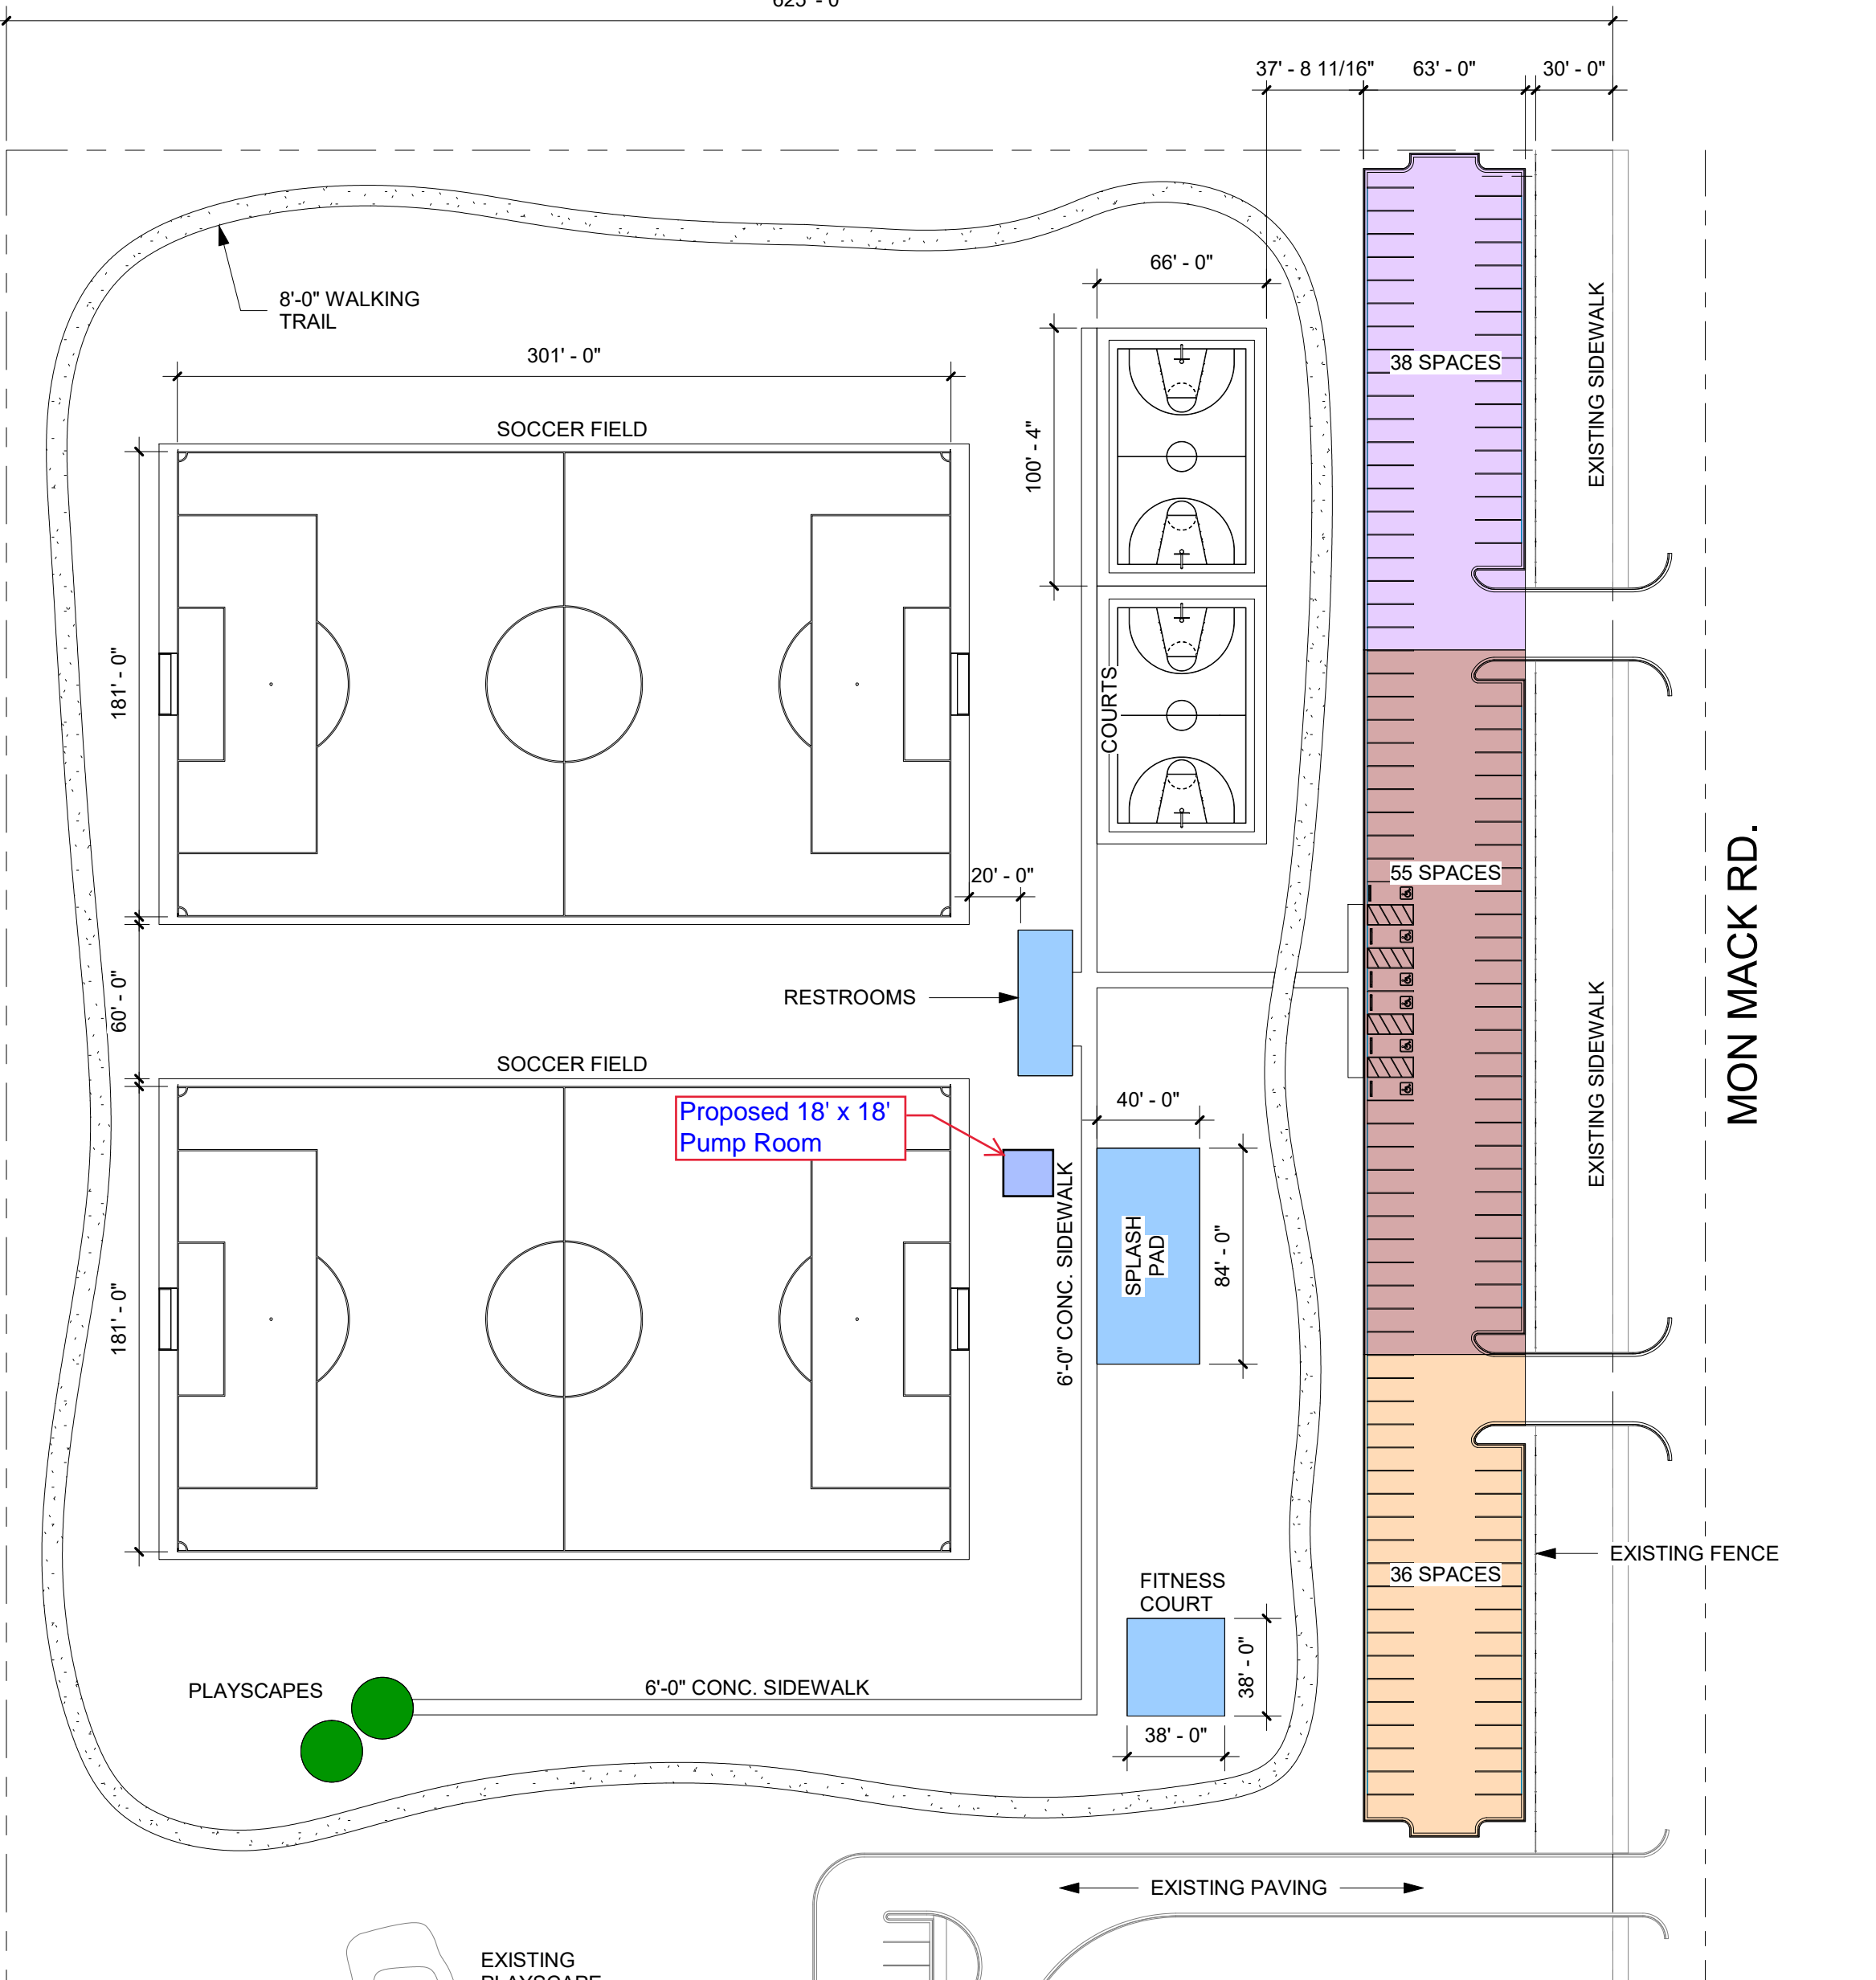 625' - 0"
37' - 8 11/16"
63' - 0"
30' - 0"
8'-0" WALKING
TRAIL
66' - 0"
301' - 0"
SOCCER FIELD
100' - 4"
38 SPACES
EXISTING SIDEWALK
181' - 0"
COURTS
55 SPACES
MON MACK RD.
20' - 0"
60' - 0"
RESTROOMS
EXISTING SIDEWALK
SOCCER FIELD
Proposed 18' x 18'
Pump Room
40' - 0"
6'-0" CONC. SIDEWALK
SPLASH
PAD
84' - 0"
181' - 0"
EXISTING FENCE
36 SPACES
FITNESS
COURT
38' - 0"
PLAYSCAPES
6'-0" CONC. SIDEWALK
38' - 0"
EXISTING PAVING
EXISTING
PLAYSCAPE